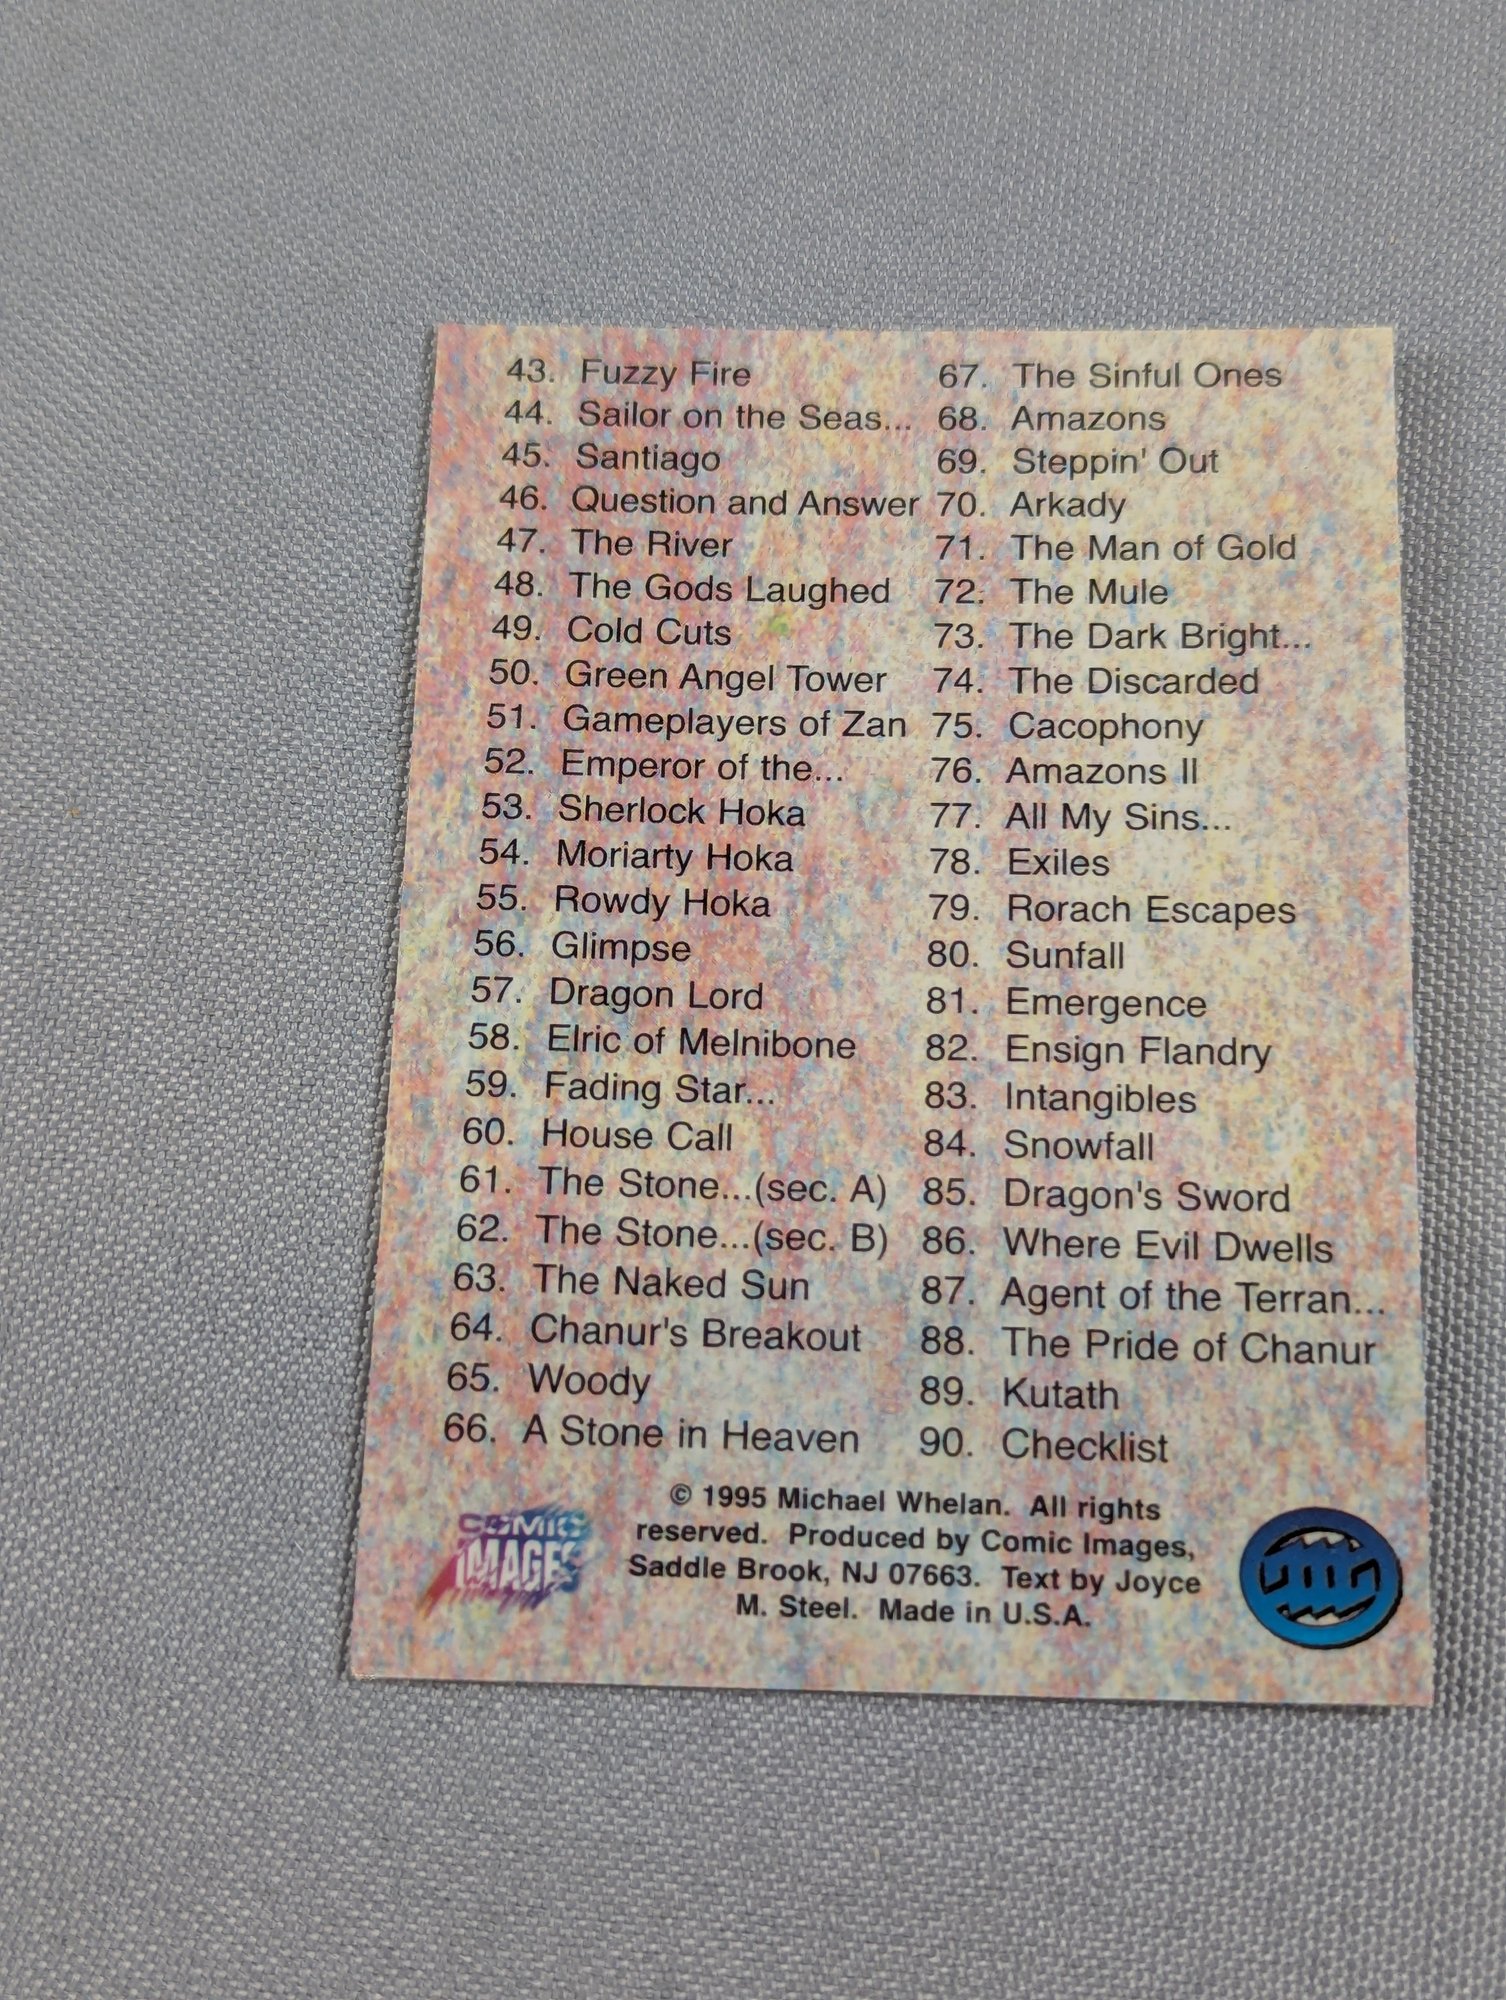 43. Fuzzy Fire
44. Sailor on the Seas...
45. Santiago
46. Question and Answer
47. The River
48. The Gods Laughed
49. Cold Cuts
50. Green Angel Tower
51. Gameplayers of Zan
52. Emperor of the...
53. Sherlock Hoka
54. Moriarty Hoka
55. Rowdy Hoka
56. Glimpse
57. Dragon Lord
58. Elric of Melnibone
59. Fading Star...
60. House Call
61. The Stone...(sec. A)
62. The Stone...(sec. B)
63. The Naked Sun
64. Chanur's Breakout
65. Woody
66. A Stone in Heaven
67. The Sinful Ones
68. Amazons
69. Steppin' Out
70. Arkady
71. The Man of Gold
72. The Mule
73. The Dark Bright...
74. The Discarded
75. Cacophony
76. Amazons II
77. All My Sins...
78. Exiles
79. Rorach Escapes
80. Sunfall
81. Emergence
82. Ensign Flandry
83. Intangibles
84. Snowfall
85. Dragon's Sword
86. Where Evil Dwells
87. Agent of the Terran...
88. The Pride of Chanur
89. Kutath
90. Checklist
© 1995 Michael Whelan. All rights
reserved. Produced by Comic Images,
Saddle Brook, NJ 07663. Text by Joyce
M. Steel. Made in U.S.A.
COMIC
IMAGES